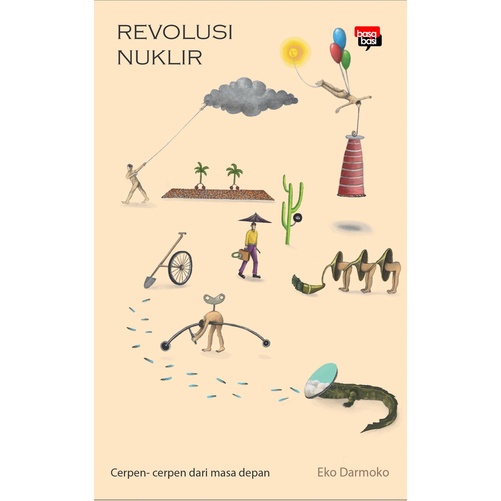 REVOLUSI
NUKLIR
basa
basi
Cerpen- cerpen dari masa depan
Eko Darmoko